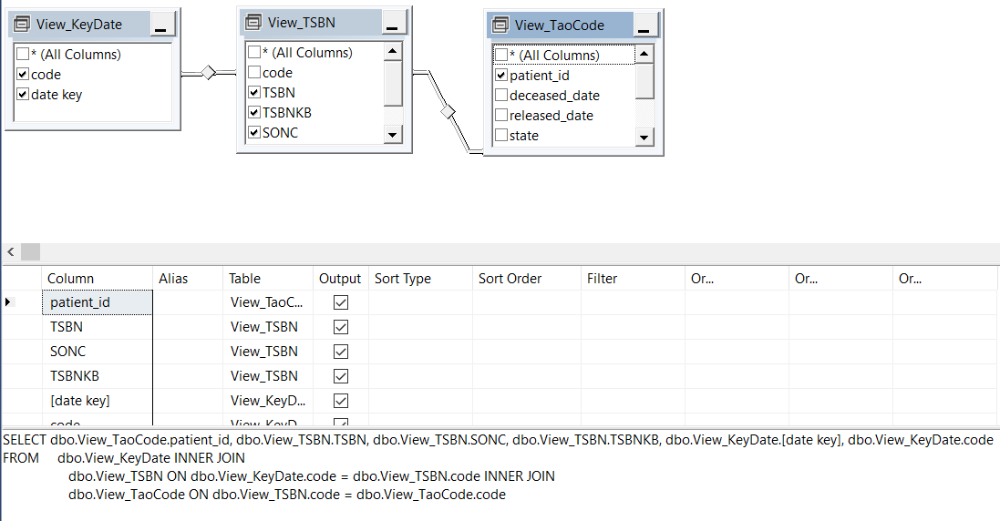 View_KeyDate
* (All Columns)
code
date key
View_TSBN
* (All Columns)
code
TSBN
TSBNKB
SONC
View_TaoCode
* (All Columns)
patient_id
deceased_date
released_date
state
Column Alias Table Output Sort Type Sort Order Filter Or... Or... Or...
patient_id View_TaoC...
TSBN View_TSBN
SONC View_TSBN
TSBNKB View_TSBN
[date key] View_KeyD...
code View_KeyD...
SELECT dbo.View_TaoCode.patient_id, dbo.View_TSBN.TSBN, dbo.View_TSBN.SONC, dbo.View_TSBN.TSBNKB, dbo.View_KeyDate.[date key], dbo.View_KeyDate.code
FROM dbo.View_KeyDate INNER JOIN
dbo.View_TSBN ON dbo.View_KeyDate.code = dbo.View_TSBN.code INNER JOIN
dbo.View_TaoCode ON dbo.View_TSBN.code = dbo.View_TaoCode.code